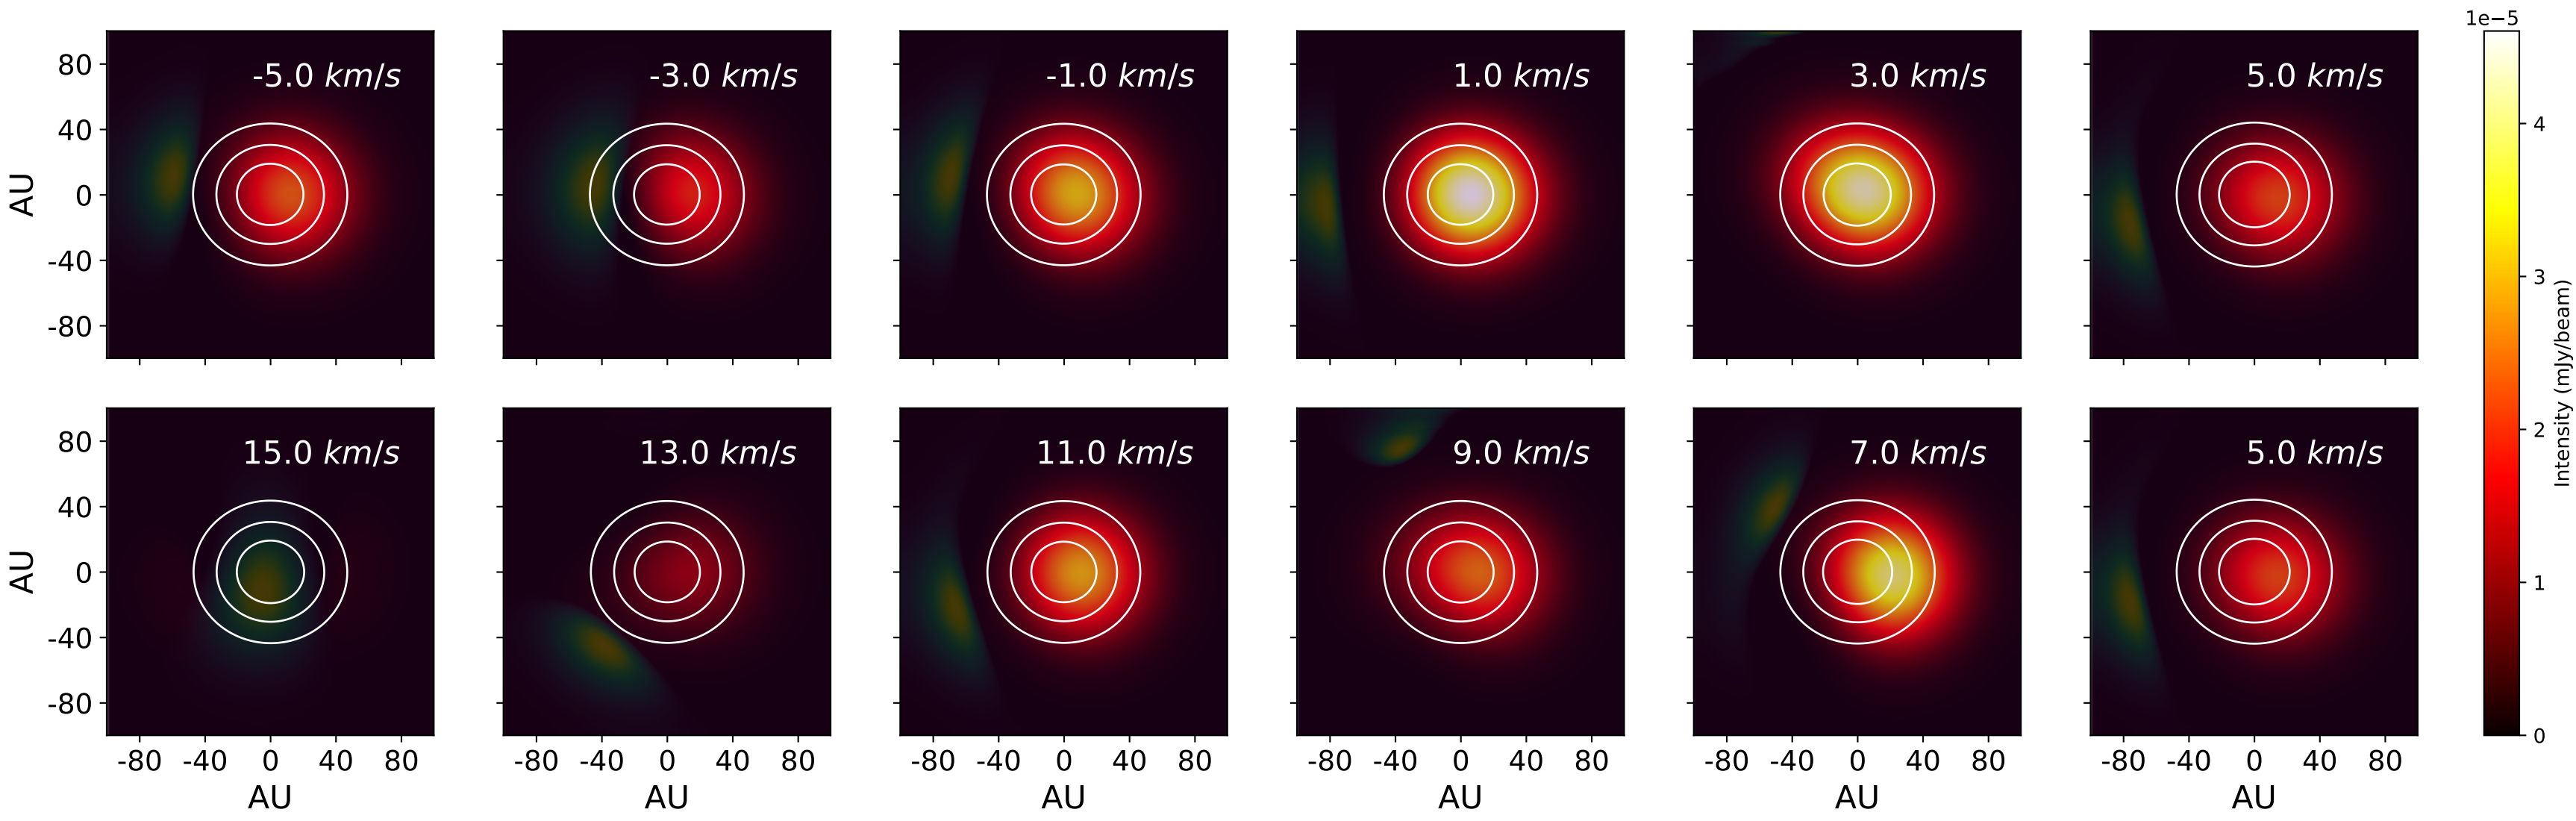 1e−5
-5.0 km/s
-3.0 km/s
-1.0 km/s
1.0 km/s
3.0 km/s
5.0 km/s
80
40
0
-40
-80
AU
4
3
2
1
0
Intensity (mJy/beam)
15.0 km/s
13.0 km/s
11.0 km/s
9.0 km/s
7.0 km/s
5.0 km/s
80
40
0
-40
-80
AU
-80 -40 0 40 80
-80 -40 0 40 80
-80 -40 0 40 80
-80 -40 0 40 80
-80 -40 0 40 80
-80 -40 0 40 80
AU
AU
AU
AU
AU
AU